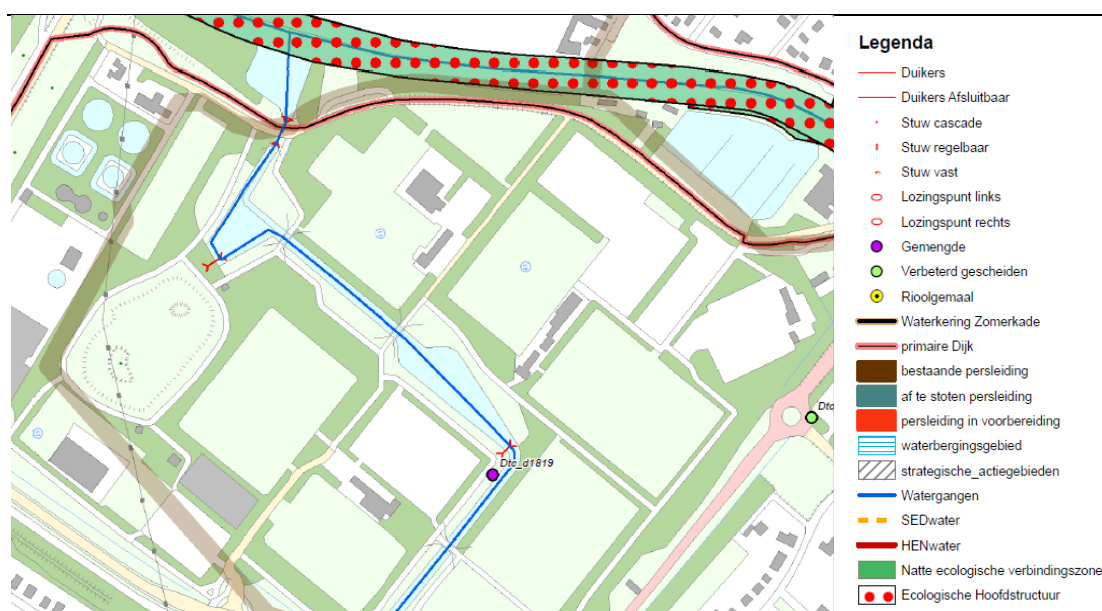 Legenda
Duikers
Duikers Afsluitbaar
Stuw cascade
Stuw regelbaar
Stuw vast
Lozingspunt links
Lozingspunt rechts
Gemengde
Verbeterd gescheiden
Rioolgemaal
Waterkering Zomerkade
primaire Dijk
bestaande persleiding
af te stoten persleiding
persleiding in voorbereiding
waterbergingsgebied
strategische_actiegebieden
Watergangen
SEDwater
HENwater
Natte ecologische verbindingszone
Ecologische Hoofdstructuur
Dtc
Dtc_d1819